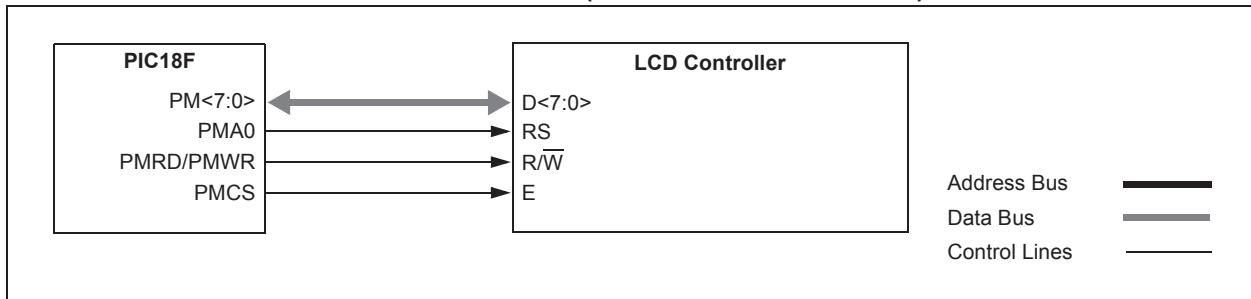 PIC18F
LCD Controller
PM<7:0>
D<7:0>
PMA0
RS
PMRD/PMWR
R/W̅
PMCS
E
Address Bus
Data Bus
Control Lines